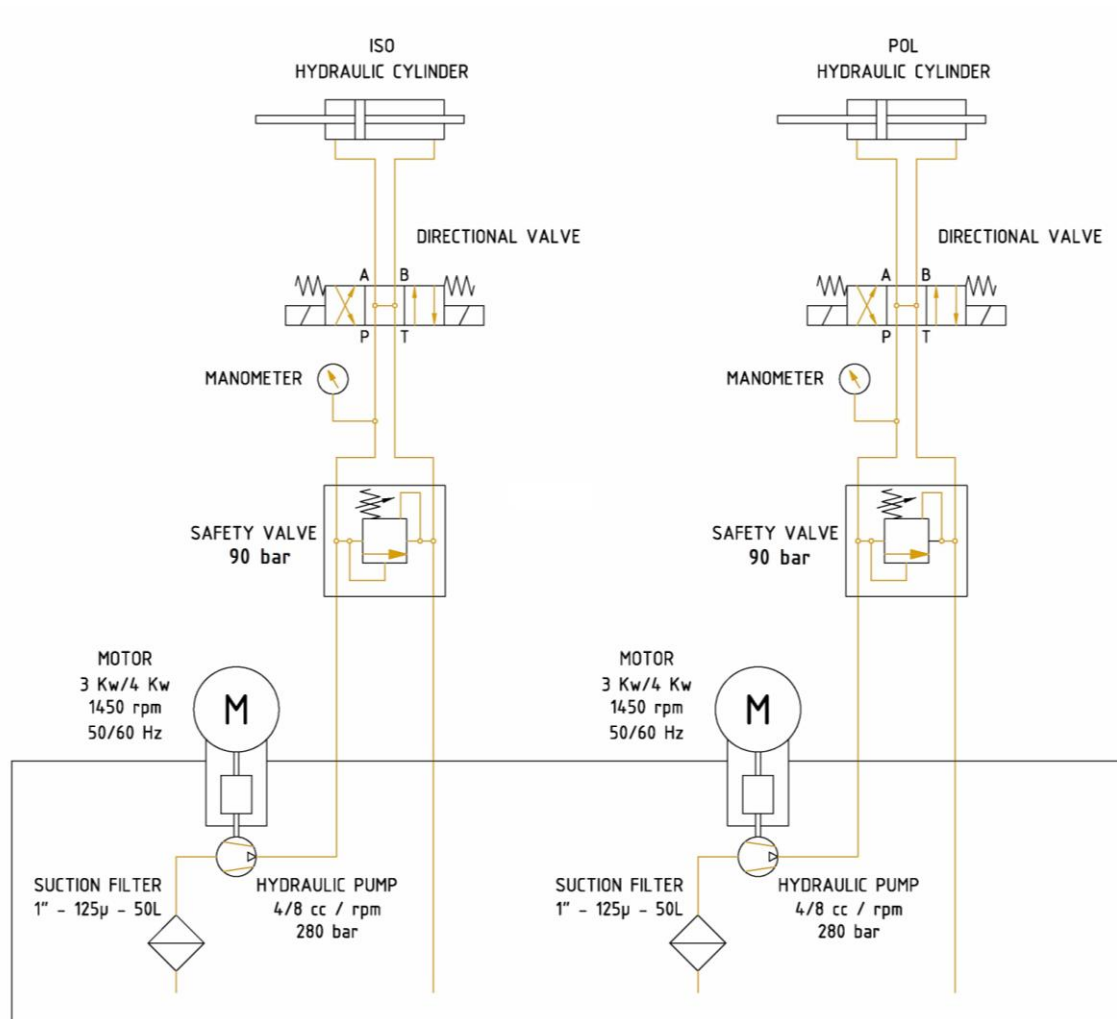 ISO
HYDRAULIC CYLINDER
DIRECTIONAL VALVE
A B
P T
MANOMETER
SAFETY VALVE
90 bar
MOTOR
3 Kw/4 Kw
1450 rpm
50/60 Hz
M
SUCTION FILTER
1" - 125µ - 50L
HYDRAULIC PUMP
4/8 cc / rpm
280 bar
POL
HYDRAULIC CYLINDER
DIRECTIONAL VALVE
A B
P T
MANOMETER
SAFETY VALVE
90 bar
MOTOR
3 Kw/4 Kw
1450 rpm
50/60 Hz
M
SUCTION FILTER
1" - 125µ - 50L
HYDRAULIC PUMP
4/8 cc / rpm
280 bar